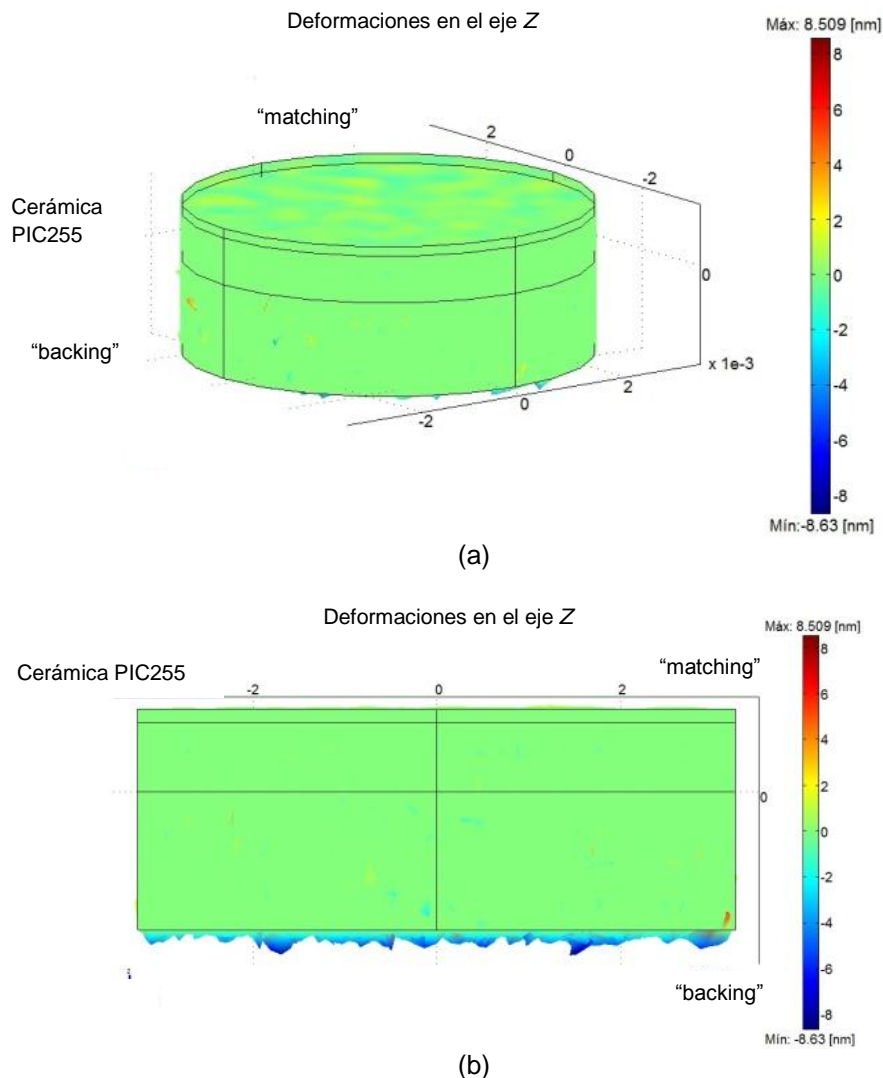 Deformaciones en el eje Z
Máx: 8.509 [nm]
8
6
4
2
0
-2
-4
-6
-8
Mín:-8.63 [nm]
“matching”
2
0
-2
Cerámica
PIC255
0
“backing”
x 1e-3
2
0
-2
(a)
Deformaciones en el eje Z
Máx: 8.509 [nm]
8
6
4
2
0
-2
-4
-6
-8
Mín: -8.63 [nm]
Cerámica PIC255
“matching”
-2
0
2
0
“backing”
(b)